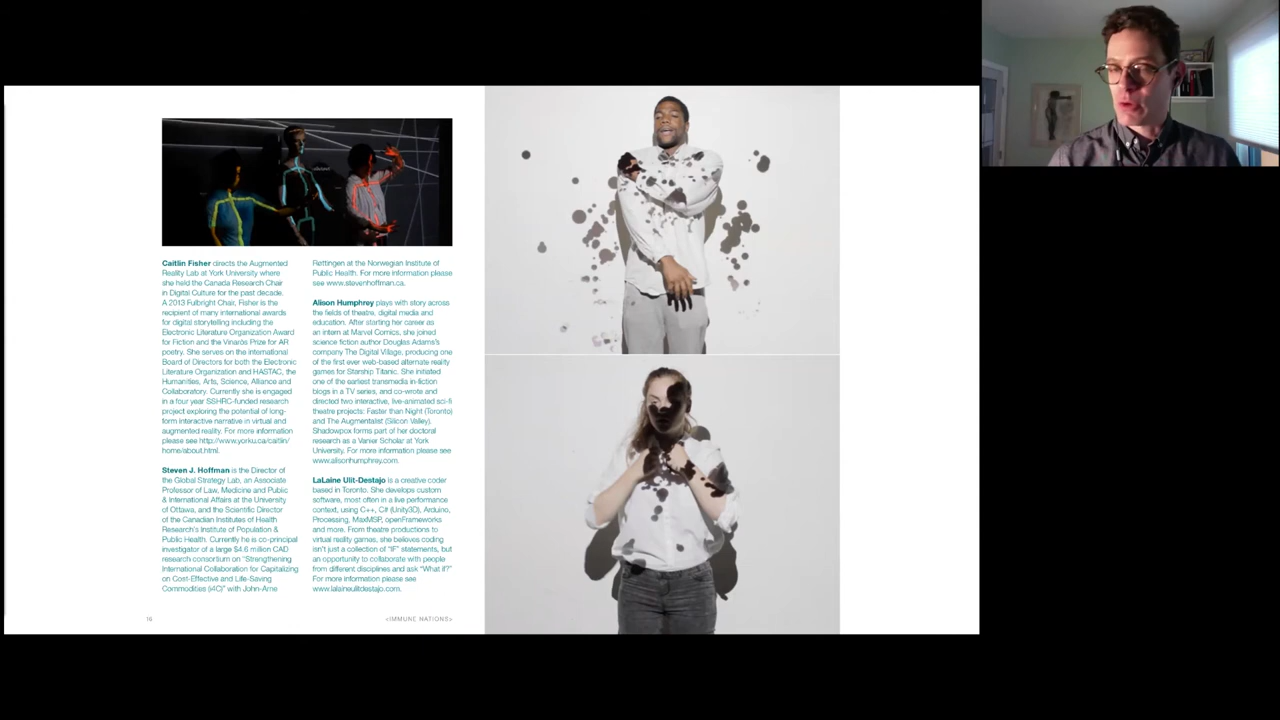 Caitlin Fisher directs the Augmented
Reality Lab at York University where
she held the Canada Research Chair
in Digital Culture for the past decade.
A 2013 Fulbright Chair, Fisher is the
recipient of many international awards
for digital storytelling including the
Electronic Literature Organization Award
for Fiction and the Vinaròs Prize for AR
poetry. She serves on the international
Board of Directors for both the Electronic
Literature Organization and HASTAC, the
Humanities, Arts, Science, Alliance and
Collaboratory. Currently she is engaged
in a four year SSHRC-funded research
project exploring the potential of long-
form interactive narrative in virtual and
augmented reality. For more information
please see http://www.yorku.ca/caitlin/
home/about.html.
Steven J. Hoffman is the Director of
the Global Strategy Lab, an Associate
Professor of Law, Medicine and Public
& International Affairs at the University
of Ottawa, and the Scientific Director
of the Canadian Institutes of Health
Research's Institute of Population &
Public Health. Currently he is co-principal
investigator of a large $4.6 million CAD
research consortium on "Strengthening
International Collaboration for Capitalizing
on Cost-Effective and Life-Saving
Commodities (i4C)" with John-Arne
Røttingen at the Norwegian Institute of
Public Health. For more information please
see www.stevenhoffman.ca.
Alison Humphrey plays with story across
the fields of theatre, digital media and
education. After starting her career as
an intern at Marvel Comics, she joined
science fiction author Douglas Adams's
company The Digital Village, producing one
of the first ever web-based alternate reality
games for Starship Titanic. She initiated
one of the earliest transmedia in-fiction
blogs in a TV series, and co-wrote and
directed two interactive, live-animated sci-fi
theatre projects: Faster than Night (Toronto)
and The Augmentalist (Silicon Valley).
Shadowpox forms part of her doctoral
research as a Vanier Scholar at York
University. For more information please see
www.alisonhumphrey.com.
LaLaine Ulit-Destajo is a creative coder
based in Toronto. She develops custom
software, most often in a live performance
context, using C++, C# (Unity3D), Arduino,
Processing, MaxMSP, openFrameworks
and more. From theatre productions to
virtual reality games, she believes coding
isn't just a collection of "IF" statements, but
an opportunity to collaborate with people
from different disciplines and ask "What if?"
For more information please see
www.lalaineulitdestajo.com.
16
<IMMUNE NATIONS>